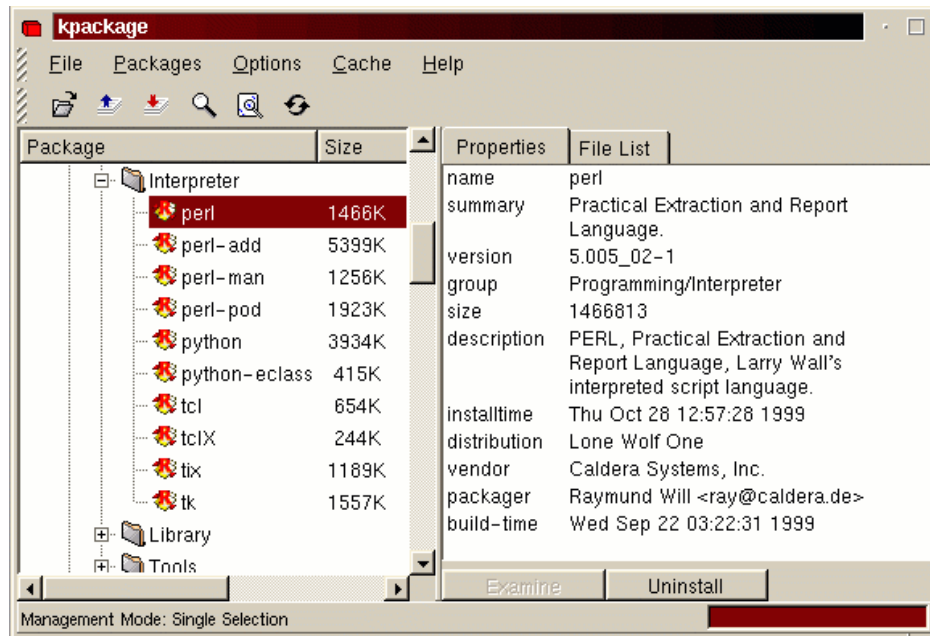 kpackage
File Packages Options Cache Help
Package Size
Interpreter
perl 1466K
perl-add 5399K
perl-man 1256K
perl-pod 1923K
python 3934K
python-eclass 415K
tcl 654K
tclX 244K
tix 1189K
tk 1557K
Library
Tools
Properties File List
name perl
summary Practical Extraction and Report
Language.
version 5.005_02-1
group Programming/Interpreter
size 1466813
description PERL, Practical Extraction and
Report Language, Larry Wall's
interpreted script language.
installtime Thu Oct 28 12:57:28 1999
distribution Lone Wolf One
vendor Caldera Systems, Inc.
packager Raymund Will <ray@caldera.de>
build-time Wed Sep 22 03:22:31 1999
Examine Uninstall
Management Mode: Single Selection